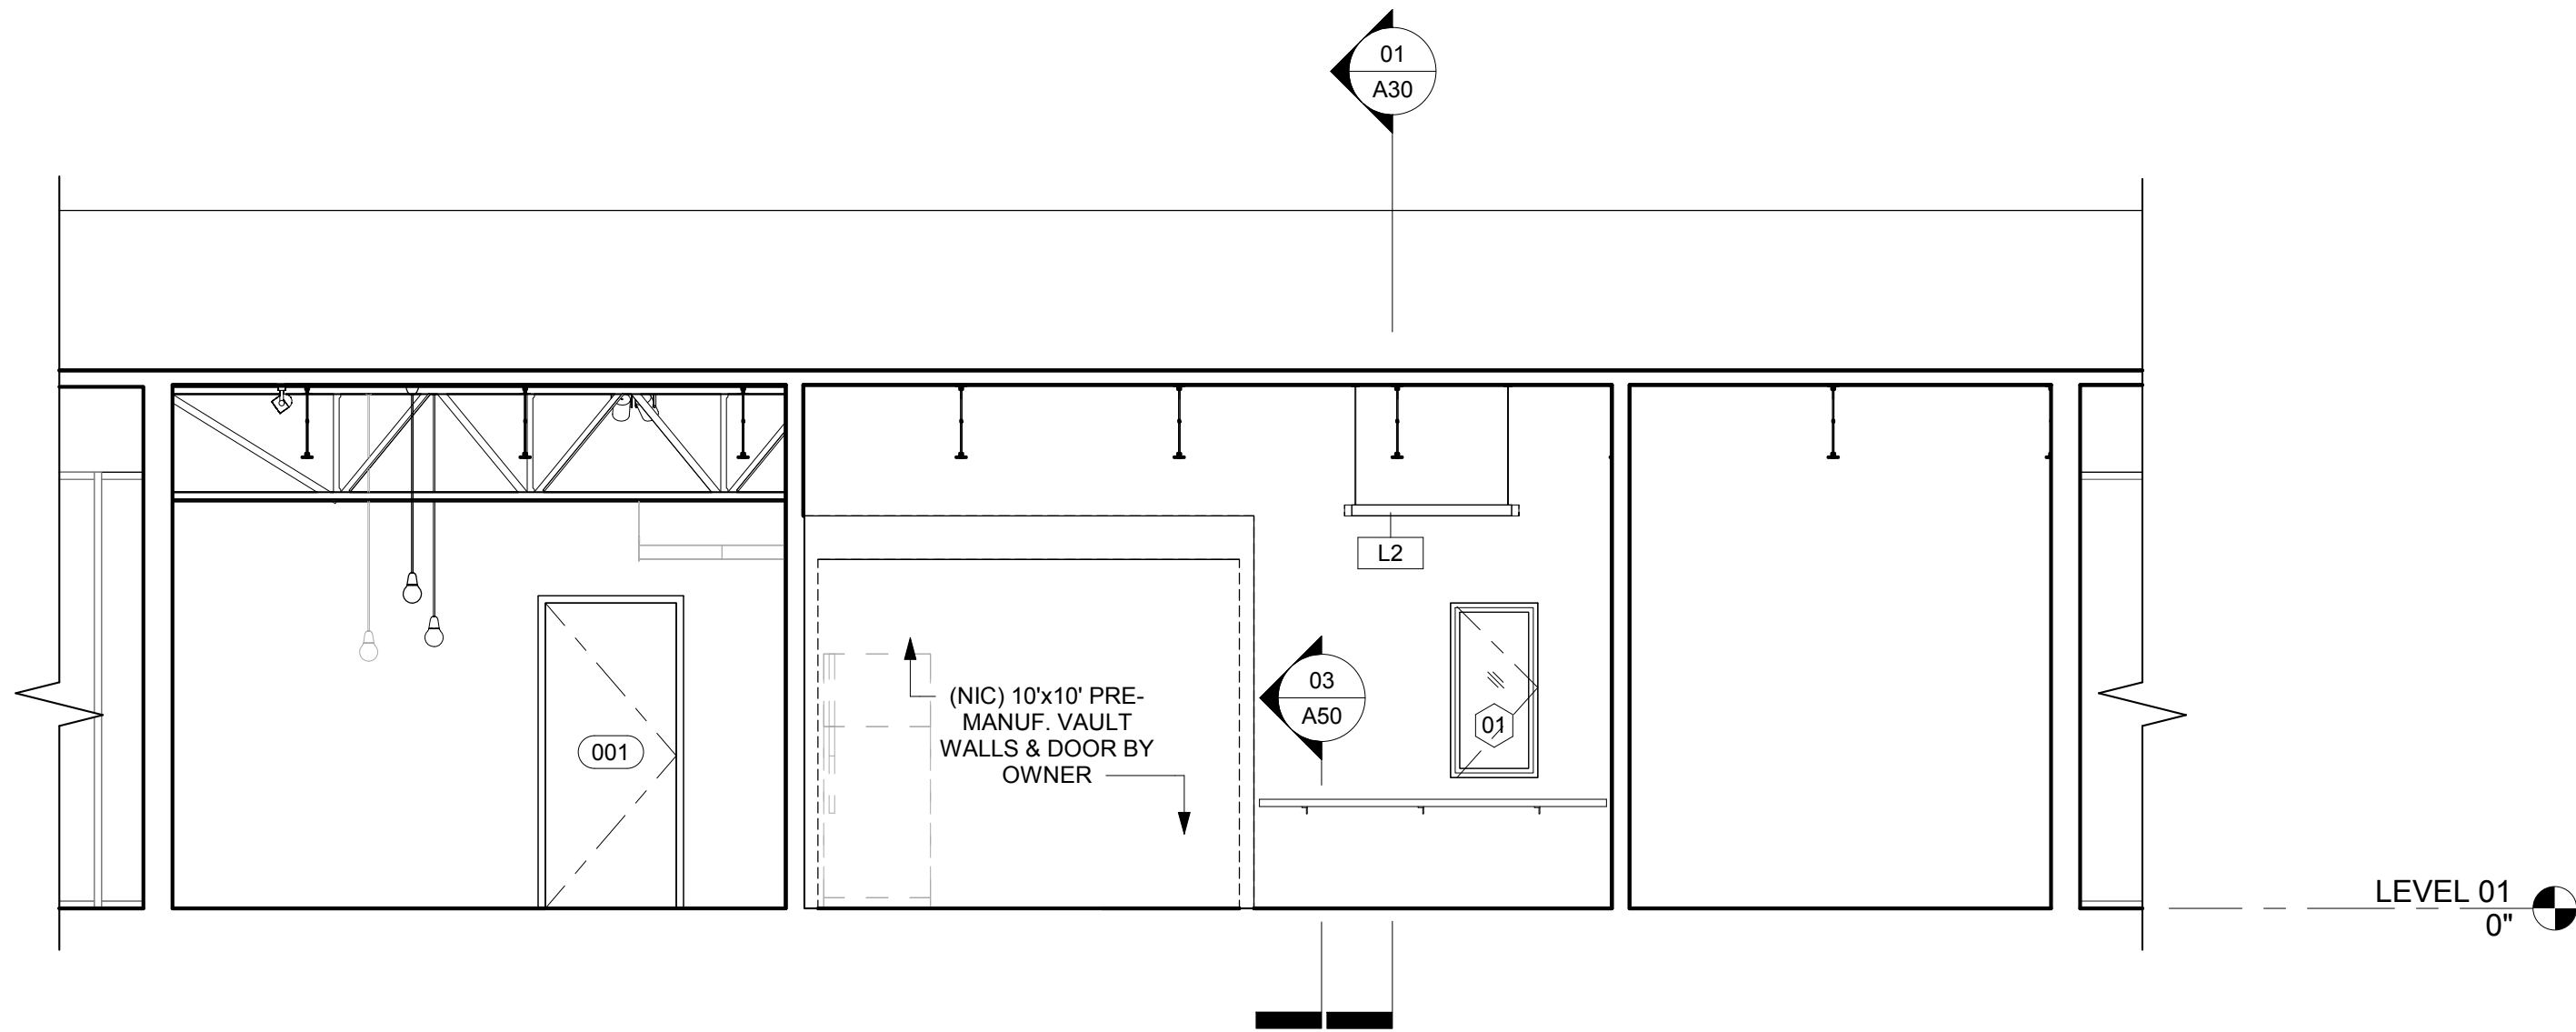 01
A30
L2
03
A50
(NIC) 10'x10' PRE-
MANUF. VAULT
WALLS & DOOR BY
OWNER
01
001
LEVEL 01
0"